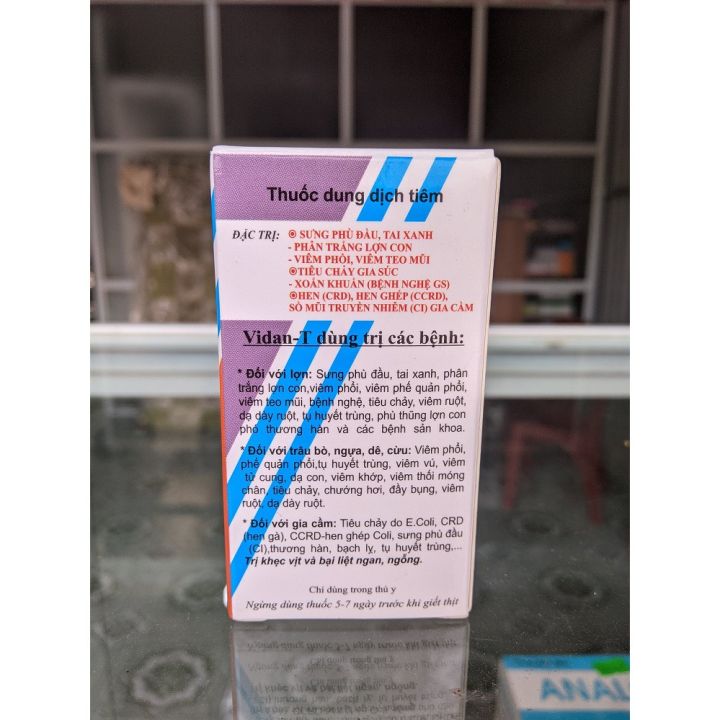 Thuốc dung dịch tiêm
ĐẶC TRỊ: ⦿ SƯNG PHÙ ĐẦU, TAI XANH
- PHÂN TRẮNG LỢN CON
- VIÊM PHỔI, VIÊM TEO MŨI
⦿TIÊU CHẢY GIA SÚC
- XOẮN KHUẨN (BỆNH NGHỆ GS)
⦿HEN (CRD), HEN GHÉP (CCRD),
SỔ MŨI TRUYỀN NHIỄM (CI) GIA CẦM
Vidan-T dùng trị các bệnh:
* Đối với lợn: Sưng phù đầu, tai xanh, phân
trắng lợn con,viêm phổi, viêm phế quản phổi,
viêm teo mũi, bệnh nghệ, tiêu chảy, viêm ruột,
dạ dày ruột, tụ huyết trùng, phù thũng lợn con
phó thương hàn và các bệnh sản khoa.
* Đối với trâu bò, ngựa, dê, cừu: Viêm phổi,
phế quản phổi,tụ huyết trùng, viêm vú, viêm
tử cung, dạ con, viêm khớp, viêm thối móng
chân, tiêu chảy, chướng hơi, đầy bụng, viêm
ruột, dạ dày ruột.
* Đối với gia cầm: Tiêu chảy do E.Coli, CRD
(hen gà), CCRD-hen ghép Coli, sưng phù đầu
(CI),thương hàn, bạch lỵ, tụ huyết trùng,...
Trị khẹc vịt và bại liệt ngan, ngỗng.
Chỉ dùng trong thú y
Ngừng dùng thuốc 5-7 ngày trước khi giết thịt
ANAL